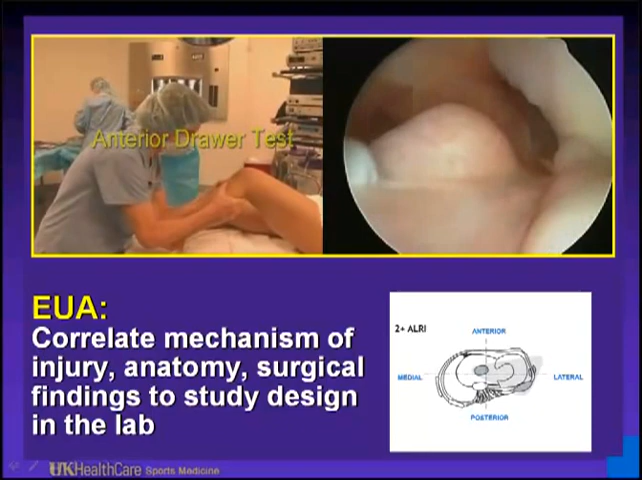 Anterior Drawer Test
EUA:
Correlate mechanism of
injury, anatomy, surgical
findings to study design
in the lab
2+ ALRI
ANTERIOR
MEDIAL
LATERAL
POSTERIOR
UKHealthCare Sports Medicine